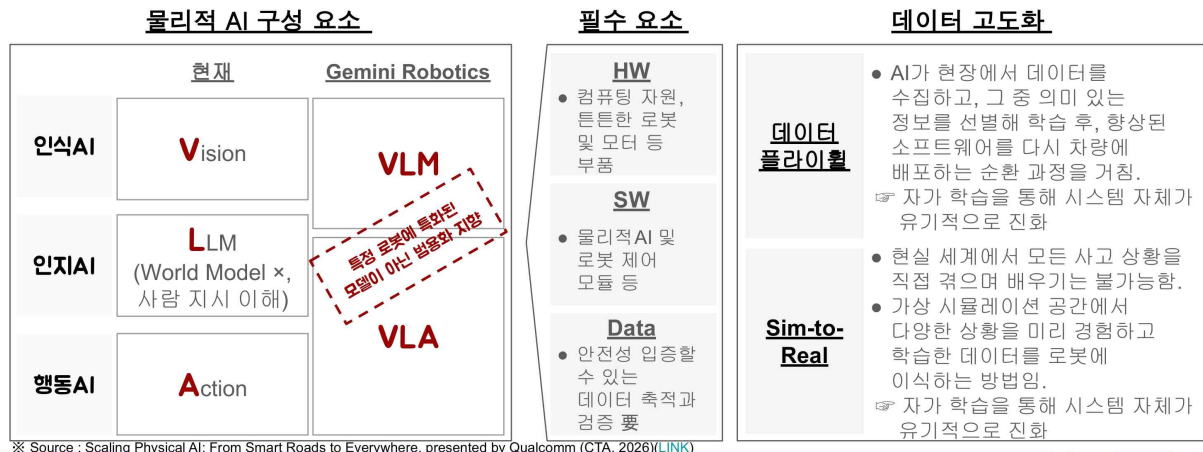 물리적 AI 구성 요소
현재
Gemini Robotics
인식AI
Vision
VLM
인지AI
LLM
(World Model ×,
사람 지시 이해)
특정 로봇에 특화된
모델이 아닌 범용화 지향
VLA
행동AI
Action
필수 요소
HW
● 컴퓨팅 자원,
튼튼한 로봇
및 모터 등
부품
SW
● 물리적AI 및
로봇 제어
모듈 등
Data
● 안전성 입증할
수 있는
데이터 축적과
검증 要
데이터 고도화
데이터
플라이휠
● AI가 현장에서 데이터를
수집하고, 그 중 의미 있는
정보를 선별해 학습 후, 향상된
소프트웨어를 다시 차량에
배포하는 순환 과정을 거침.
☞ 자가 학습을 통해 시스템 자체가
유기적으로 진화
Sim-to-
Real
● 현실 세계에서 모든 사고 상황을
직접 겪으며 배우기는 불가능함.
● 가상 시뮬레이션 공간에서
다양한 상황을 미리 경험하고
학습한 데이터를 로봇에
이식하는 방법임.
☞ 자가 학습을 통해 시스템 자체가
유기적으로 진화
※ Source : Scaling Physical AI: From Smart Roads to Everywhere, presented by Qualcomm (CTA, 2026)(LINK)